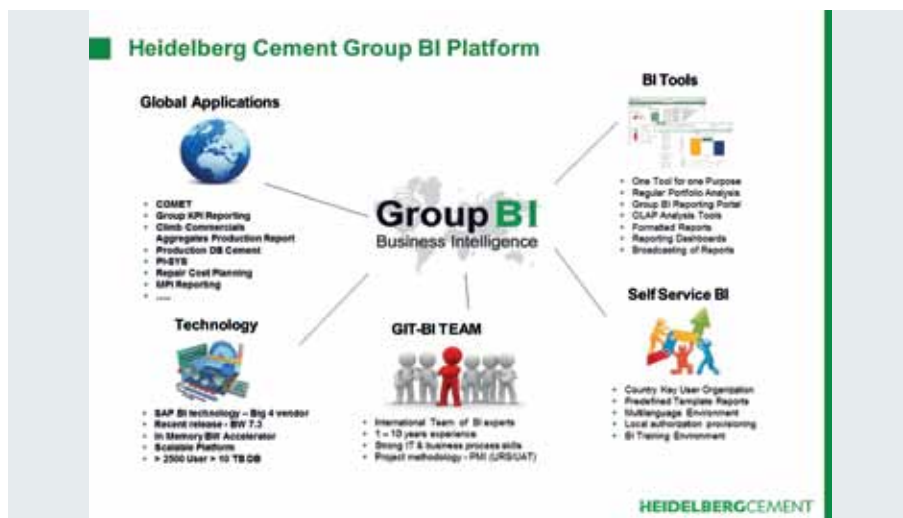 Heidelberg Cement Group BI Platform
Global Applications
COMET
Group KPI Reporting
Climb Commercials
Aggregates Production Report
Production DB Cement
PI-SYS
Repair Cost Planning
MPI Reporting
.....
Group BI
Business Intelligence
BI Tools
One Tool for one Purpose
Regular Portfolio Analysis
Group BI Reporting Portal
OLAP Analysis Tools
Formatted Reports
Reporting Dashboards
Broadcasting of Reports
Technology
SAP BI technology – Big 4 vendor
Recent release - BW 7.3
In Memory BW Accelerator
Scalable Platform
> 2500 User > 10 TB DB
GIT-BI TEAM
International Team of BI experts
1 – 10 years experience
Strong IT & business process skills
Project methodology - PMI (URS/UAT)
Self Service BI
Country Key User Organization
Predefined Template Reports
Multilanguage Environment
Local authorization provisioning
BI Training Environment
HEIDELBERGCEMENT